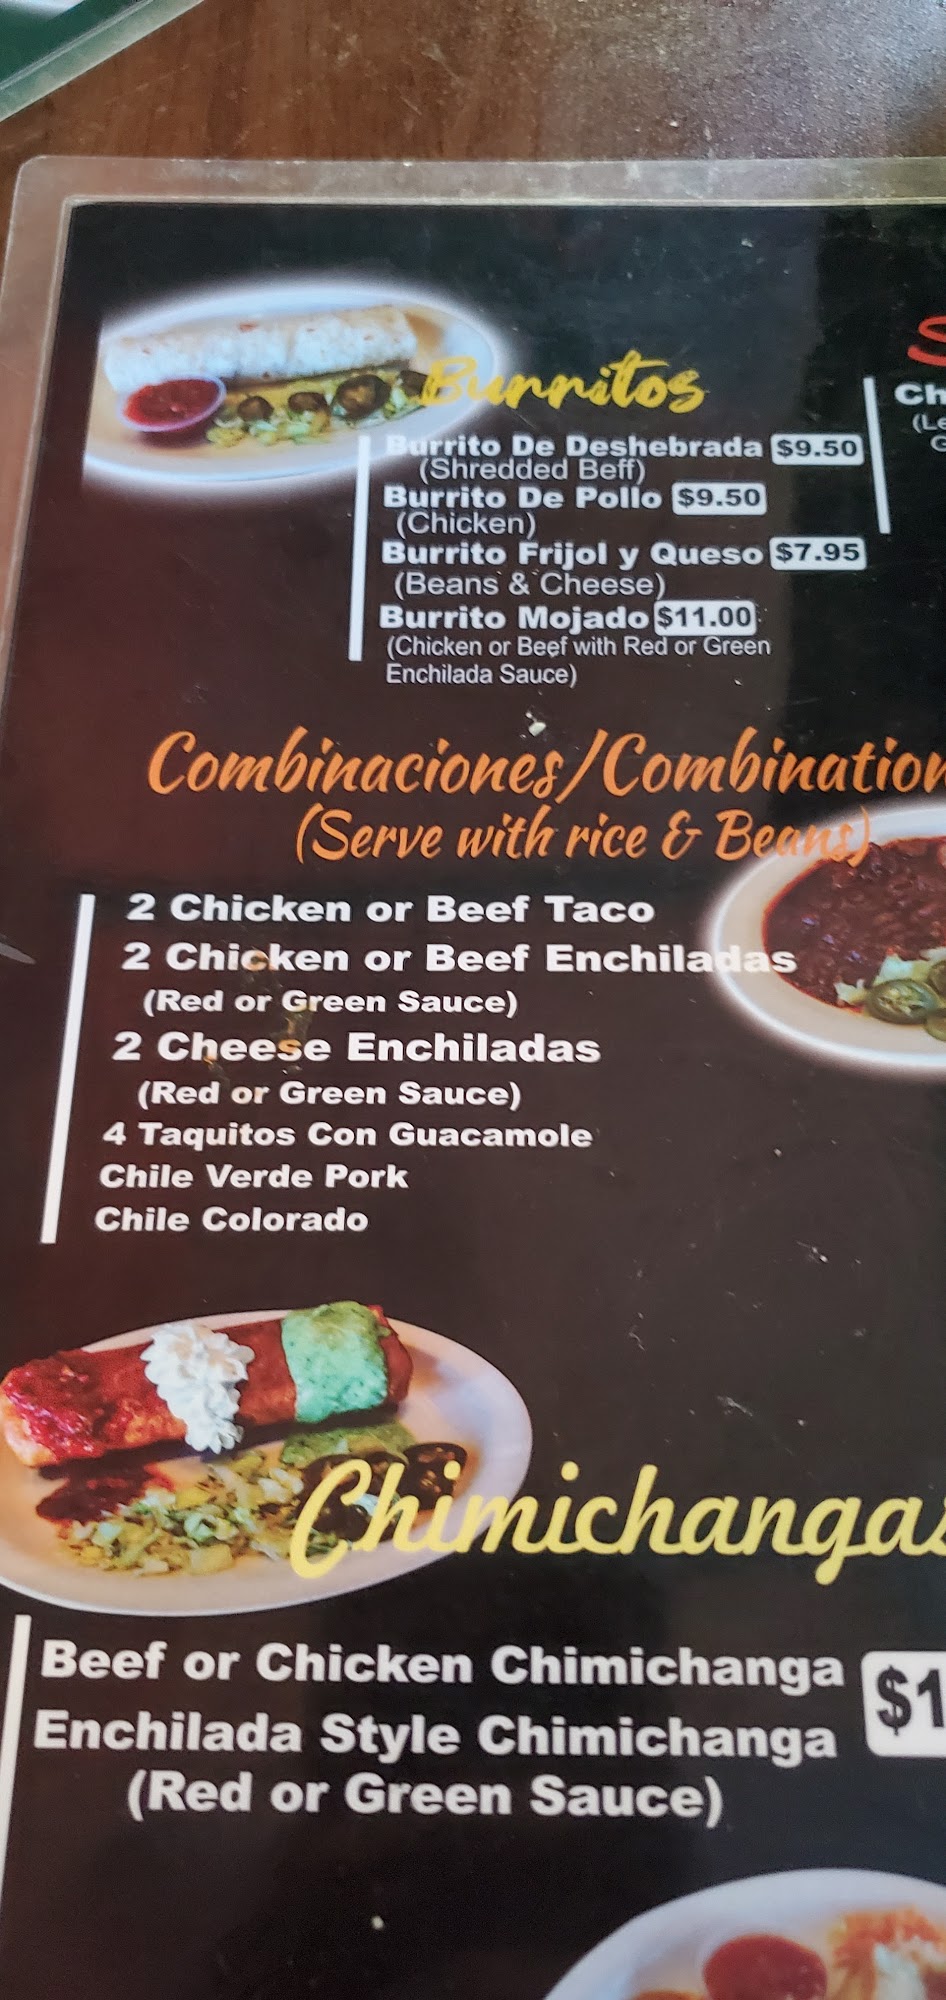 Burritos
Burrito De Deshebrada $9.50
(Shredded Beff)
Burrito De Pollo $9.50
(Chicken)
Burrito Frijol y Queso $7.95
(Beans & Cheese)
Burrito Mojado $11.00
(Chicken or Beef with Red or Green
Enchilada Sauce)
Combinaciones/Combination
(Serve with rice & Beans)
2 Chicken or Beef Taco
2 Chicken or Beef Enchiladas
(Red or Green Sauce)
2 Cheese Enchiladas
(Red or Green Sauce)
4 Taquitos Con Guacamole
Chile Verde Pork
Chile Colorado
Chimichangas
Beef or Chicken Chimichanga
Enchilada Style Chimichanga
(Red or Green Sauce)